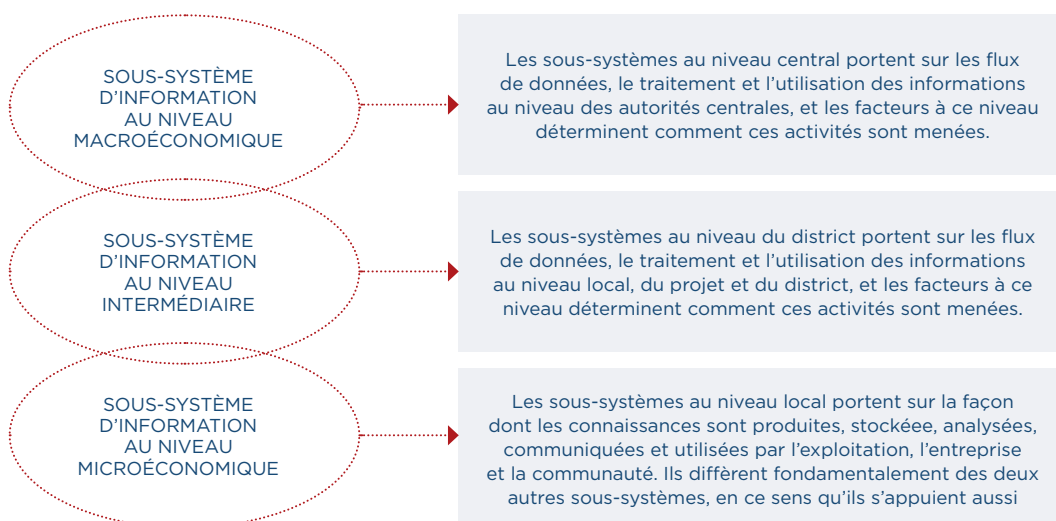 SOUS-SYSTÈME
D'INFORMATION
AU NIVEAU
MACROÉCONOMIQUE
Les sous-systèmes au niveau central portent sur les flux
de données, le traitement et l'utilisation des informations
au niveau des autorités centrales, et les facteurs à ce niveau
déterminent comment ces activités sont menées.
SOUS-SYSTÈME
D'INFORMATION
AU NIVEAU
INTERMÉDIAIRE
Les sous-systèmes au niveau du district portent sur les flux
de données, le traitement et l'utilisation des informations
au niveau local, du projet et du district, et les facteurs à ce
niveau déterminent comment ces activités sont menées.
SOUS-SYSTÈME
D'INFORMATION
AU NIVEAU
MICROÉCONOMIQUE
Les sous-systèmes au niveau local portent sur la façon
dont les connaissances sont produites, stockéee, analysées,
communiquées et utilisées par l'exploitation, l'entreprise
et la communauté. Ils diffèrent fondamentalement des deux
autres sous-systèmes, en ce sens qu'ils s'appuient aussi